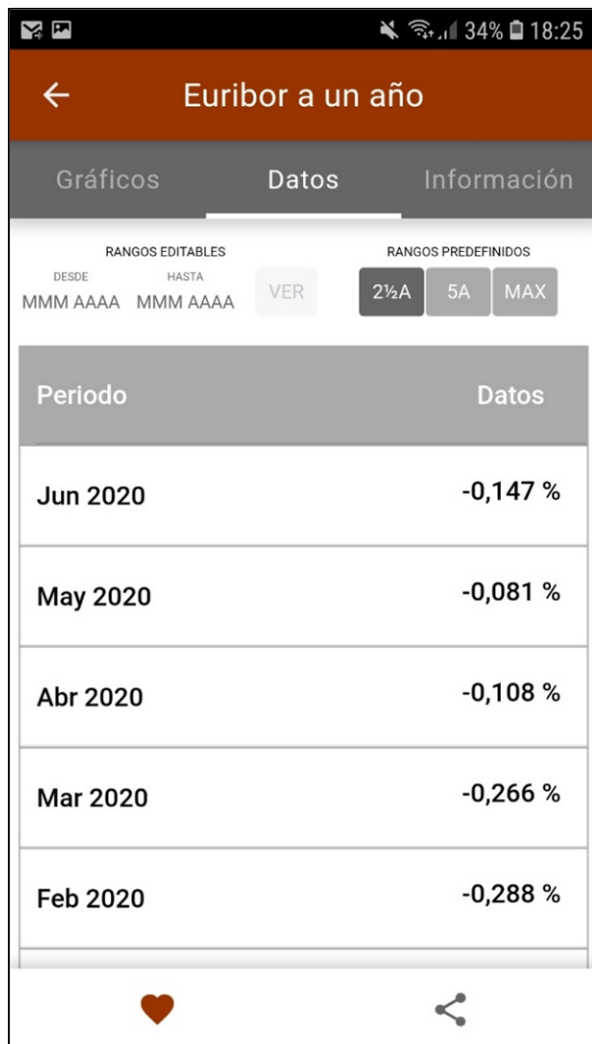 34% 18:25
Euribor a un año
Gráficos Datos Información
RANGOS EDITABLES RANGOS PREDEFINIDOS
DESDE HASTA
MMM AAAA MMM AAAA VER 2½A 5A MAX
Periodo Datos
Jun 2020 -0,147 %
May 2020 -0,081 %
Abr 2020 -0,108 %
Mar 2020 -0,266 %
Feb 2020 -0,288 %